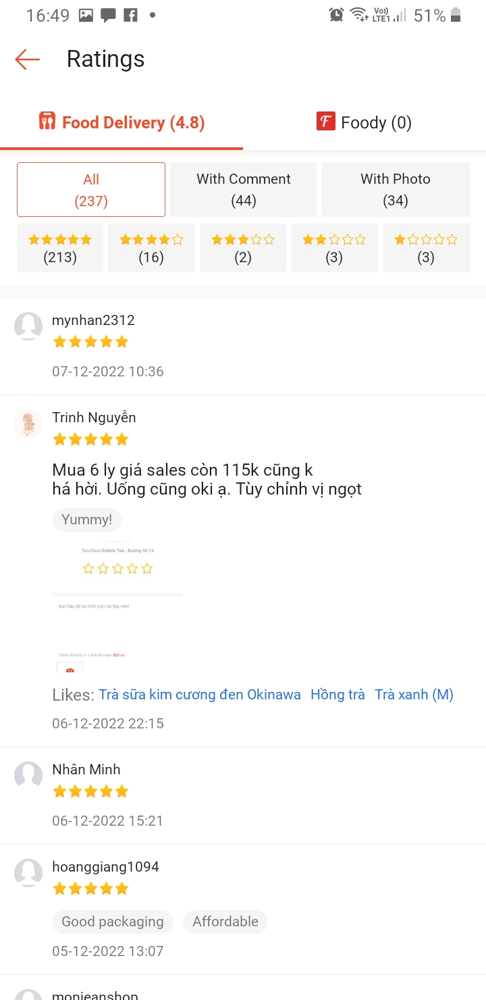 16:49
Vo))
LTE1
51%
Ratings
Food Delivery (4.8)
Foody (0)
All
(237)
With Comment
(44)
With Photo
(34)
(213)
(16)
(2)
(3)
(3)
mynhan2312
07-12-2022 10:36
Trinh Nguyễn
Mua 6 ly giá sales còn 115k cũng k
há hời. Uống cũng oki ạ. Tùy chỉnh vị ngọt
Yummy!
TocoToco Bubble Tea - Đường Số 14
Bạn hãy để lại bình luận tại đây nhé!
Thêm 50 ký tự + 1 ảnh để nhận 500 xu
Likes: Trà sữa kim cương đen Okinawa Hồng trà Trà xanh (M)
06-12-2022 22:15
Nhân Minh
06-12-2022 15:21
hoanggiang1094
Good packaging
Affordable
05-12-2022 13:07
monjeanshop